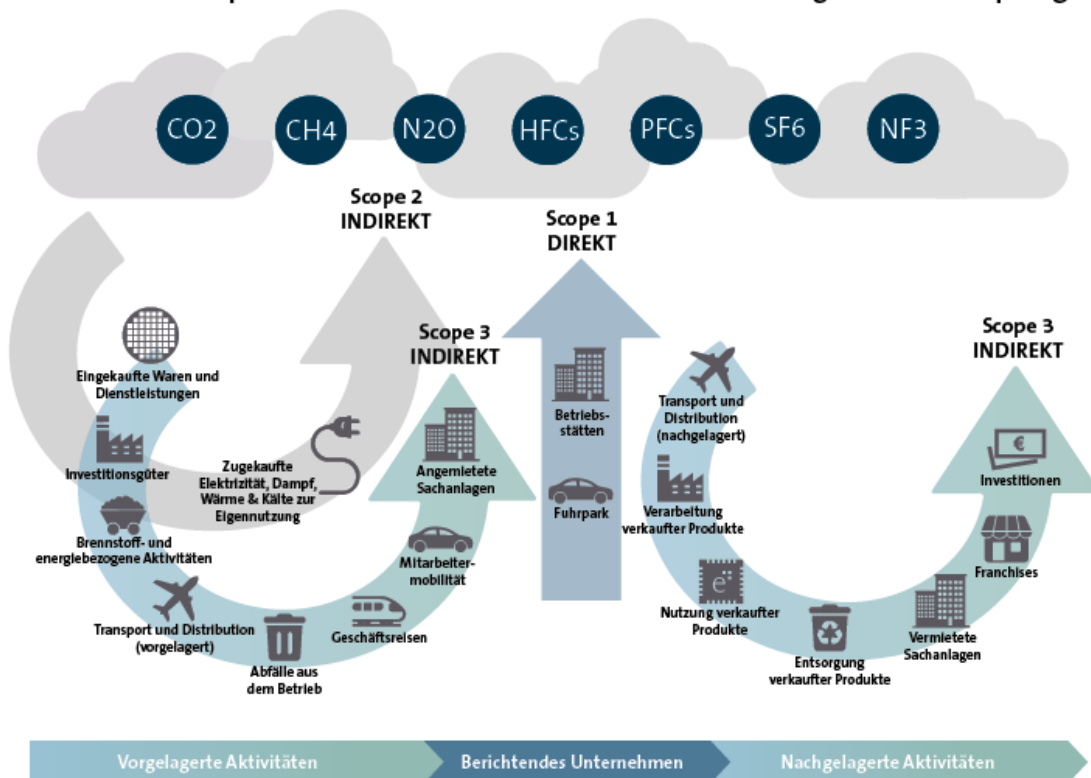 CO2
CH4
N2O
HFCs
PFCs
SF6
NF3
Scope 2
INDIREKT
Scope 1
DIREKT
Scope 3
INDIREKT
Scope 3
INDIREKT
Eingekaufte Waren und
Dienstleistungen
Investitionsgüter
Brennstoff- und
energiebezogene Aktivitäten
Transport und Distribution
(vorgelagert)
Abfälle aus
dem Betrieb
Geschäftsreisen
Mitarbeiter-
mobilität
Angemietete
Sachanlagen
Zugekaufte
Elektrizität, Dampf,
Wärme & Kälte zur
Eigennutzung
Betriebs-
stätten
Fuhrpark
Transport und
Distribution
(nachgelagert)
Verarbeitung
verkaufter Produkte
Nutzung verkaufter
Produkte
Entsorgung
verkaufter Produkte
Vermietete
Sachanlagen
Franchises
Investitionen
€
e
Vorgelagerte Aktivitäten
Berichtendes Unternehmen
Nachgelagerte Aktivitäten